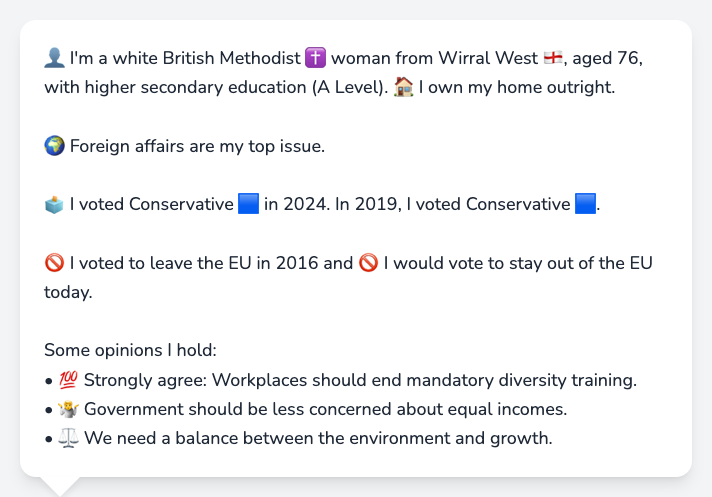 👤 I'm a white British Methodist ✝️ woman from Wirral West 🏴󠁧󠁢󠁥󠁮󠁧󠁿, aged 76,
with higher secondary education (A Level). 🏠 I own my home outright.
🌍 Foreign affairs are my top issue.
🗳️ I voted Conservative 🟦 in 2024. In 2019, I voted Conservative 🟦.
🚫 I voted to leave the EU in 2016 and 🚫 I would vote to stay out of the EU
today.
Some opinions I hold:
• 💯 Strongly agree: Workplaces should end mandatory diversity training.
• 🤷 Government should be less concerned about equal incomes.
• ⚖️ We need a balance between the environment and growth.